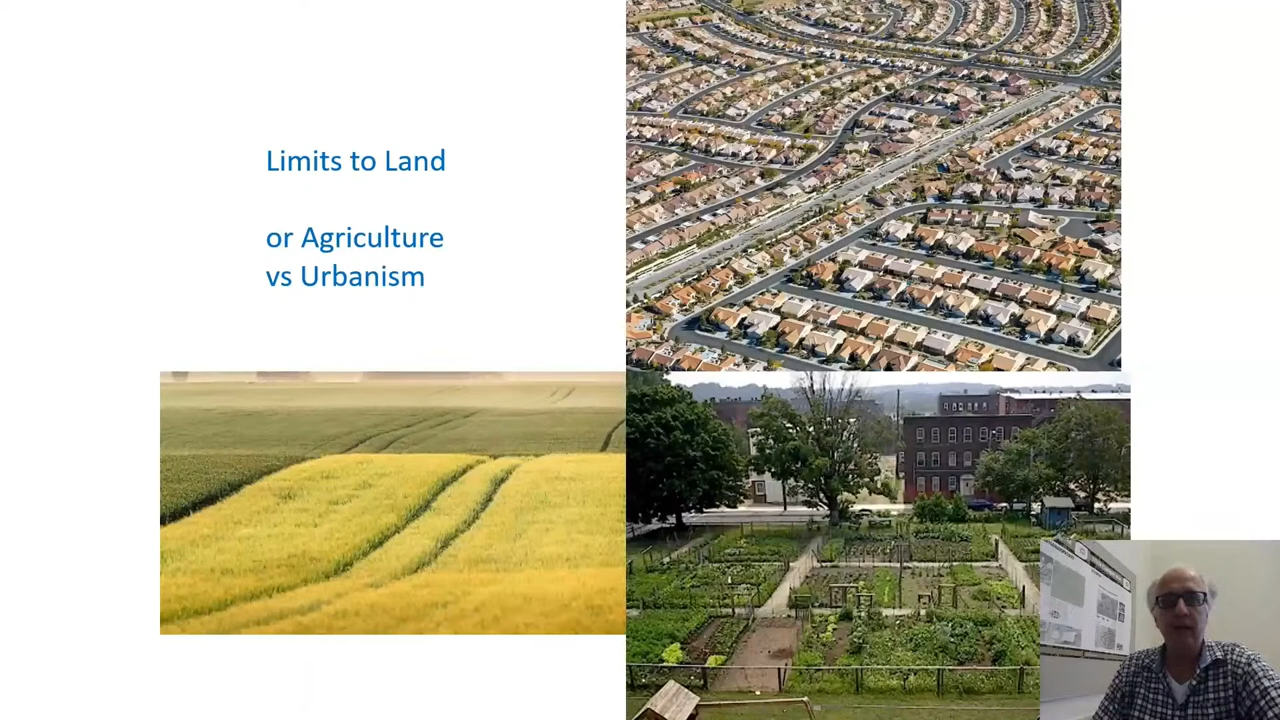 Limits to Land
or Agriculture
vs Urbanism